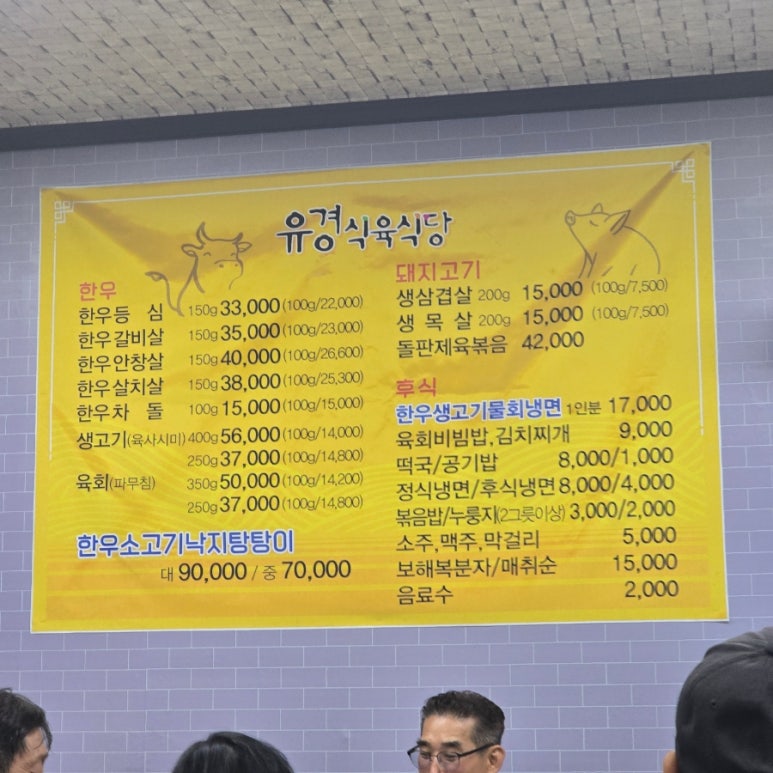 유경식육식당
한우
한우등 심 150g 33,000 (100g/22,000)
한우갈비살 150g 35,000 (100g/23,000)
한우안창살 150g 40,000 (100g/26,600)
한우살치살 150g 38,000 (100g/25,300)
한우차 돌 100g 15,000 (100g/15,000)
생고기(육사시미) 400g 56,000 (100g/14,000)
250g 37,000 (100g/14,800)
육회(파무침) 350g 50,000 (100g/14,200)
250g 37,000 (100g/14,800)
한우소고기낙지탕탕이
대 90,000 / 중 70,000
돼지고기
생삼겹살 200g 15,000 (100g/7,500)
생 목 살 200g 15,000 (100g/7,500)
돌판제육볶음 42,000
후식
한우생고기물회냉면 1인분 17,000
육회비빔밥,김치찌개 9,000
떡국/공기밥 8,000/1,000
정식냉면/후식냉면 8,000/4,000
볶음밥/누룽지(2그릇이상) 3,000/2,000
소주,맥주,막걸리 5,000
보해복분자/매취순 15,000
음료수 2,000